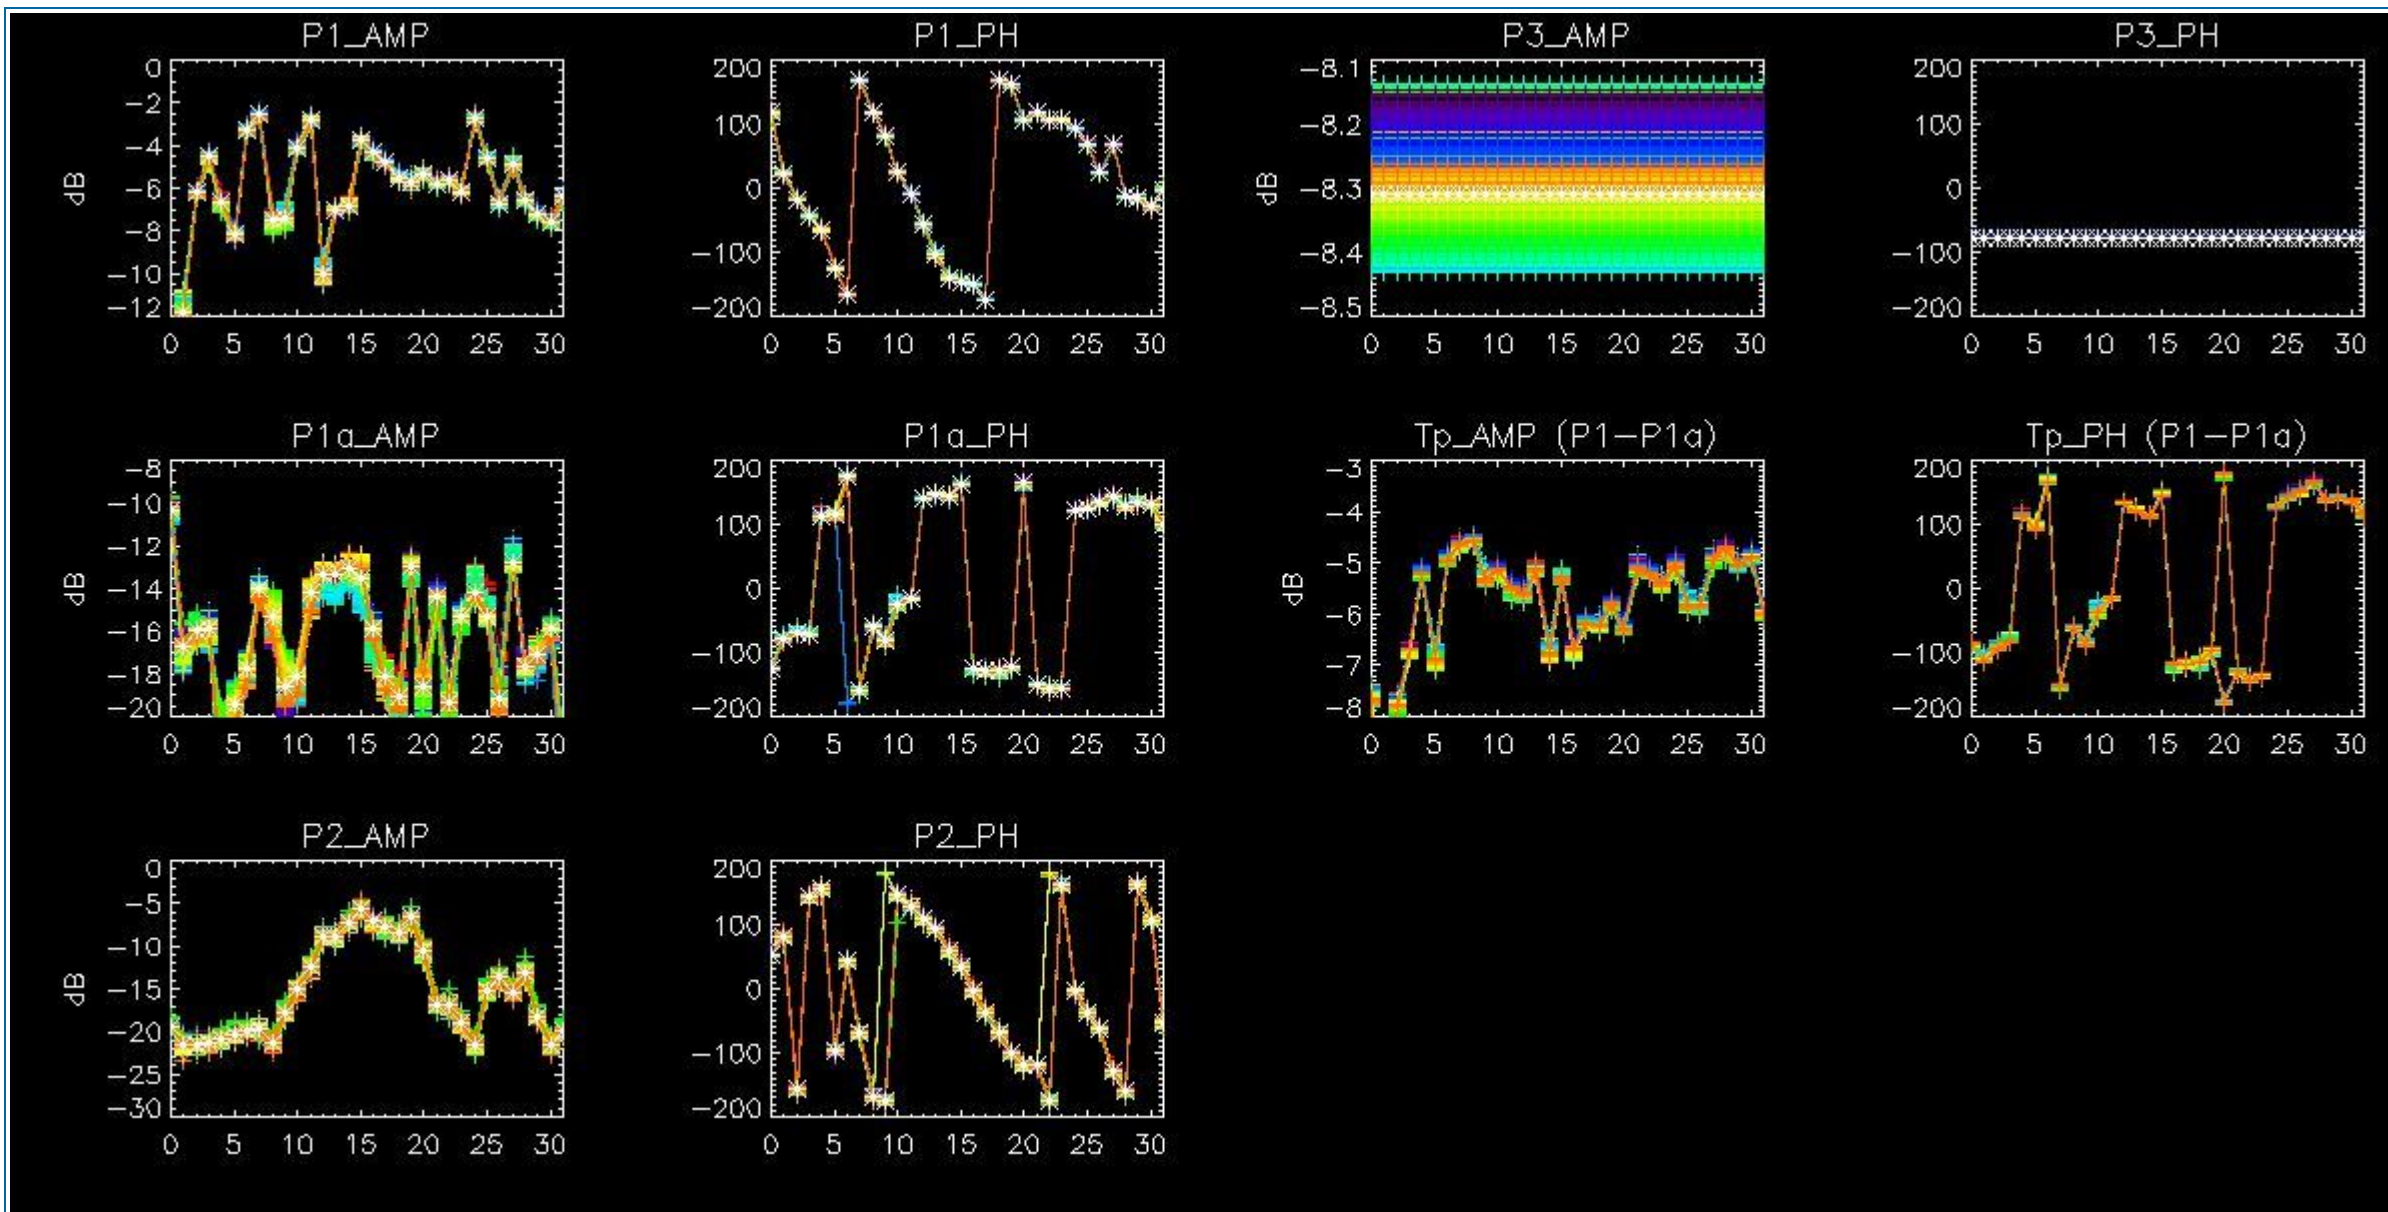 P1_AMP
0
−2
−4
−6
−8
−10
−12
dB
0 5 10 15 20 25 30
P1_PH
200
100
0
−100
−200
0 5 10 15 20 25 30
P3_AMP
−8.1
−8.2
−8.3
−8.4
−8.5
dB
0 5 10 15 20 25 30
P3_PH
200
100
0
−100
−200
0 5 10 15 20 25 30
P1a_AMP
−8
−10
−12
−14
−16
−18
−20
dB
0 5 10 15 20 25 30
P1a_PH
200
100
0
−100
−200
0 5 10 15 20 25 30
Tp_AMP (P1−P1a)
−3
−4
−5
−6
−7
−8
dB
0 5 10 15 20 25 30
Tp_PH (P1−P1a)
200
100
0
−100
−200
0 5 10 15 20 25 30
P2_AMP
0
−5
−10
−15
−20
−25
−30
dB
0 5 10 15 20 25 30
P2_PH
200
100
0
−100
−200
0 5 10 15 20 25 30